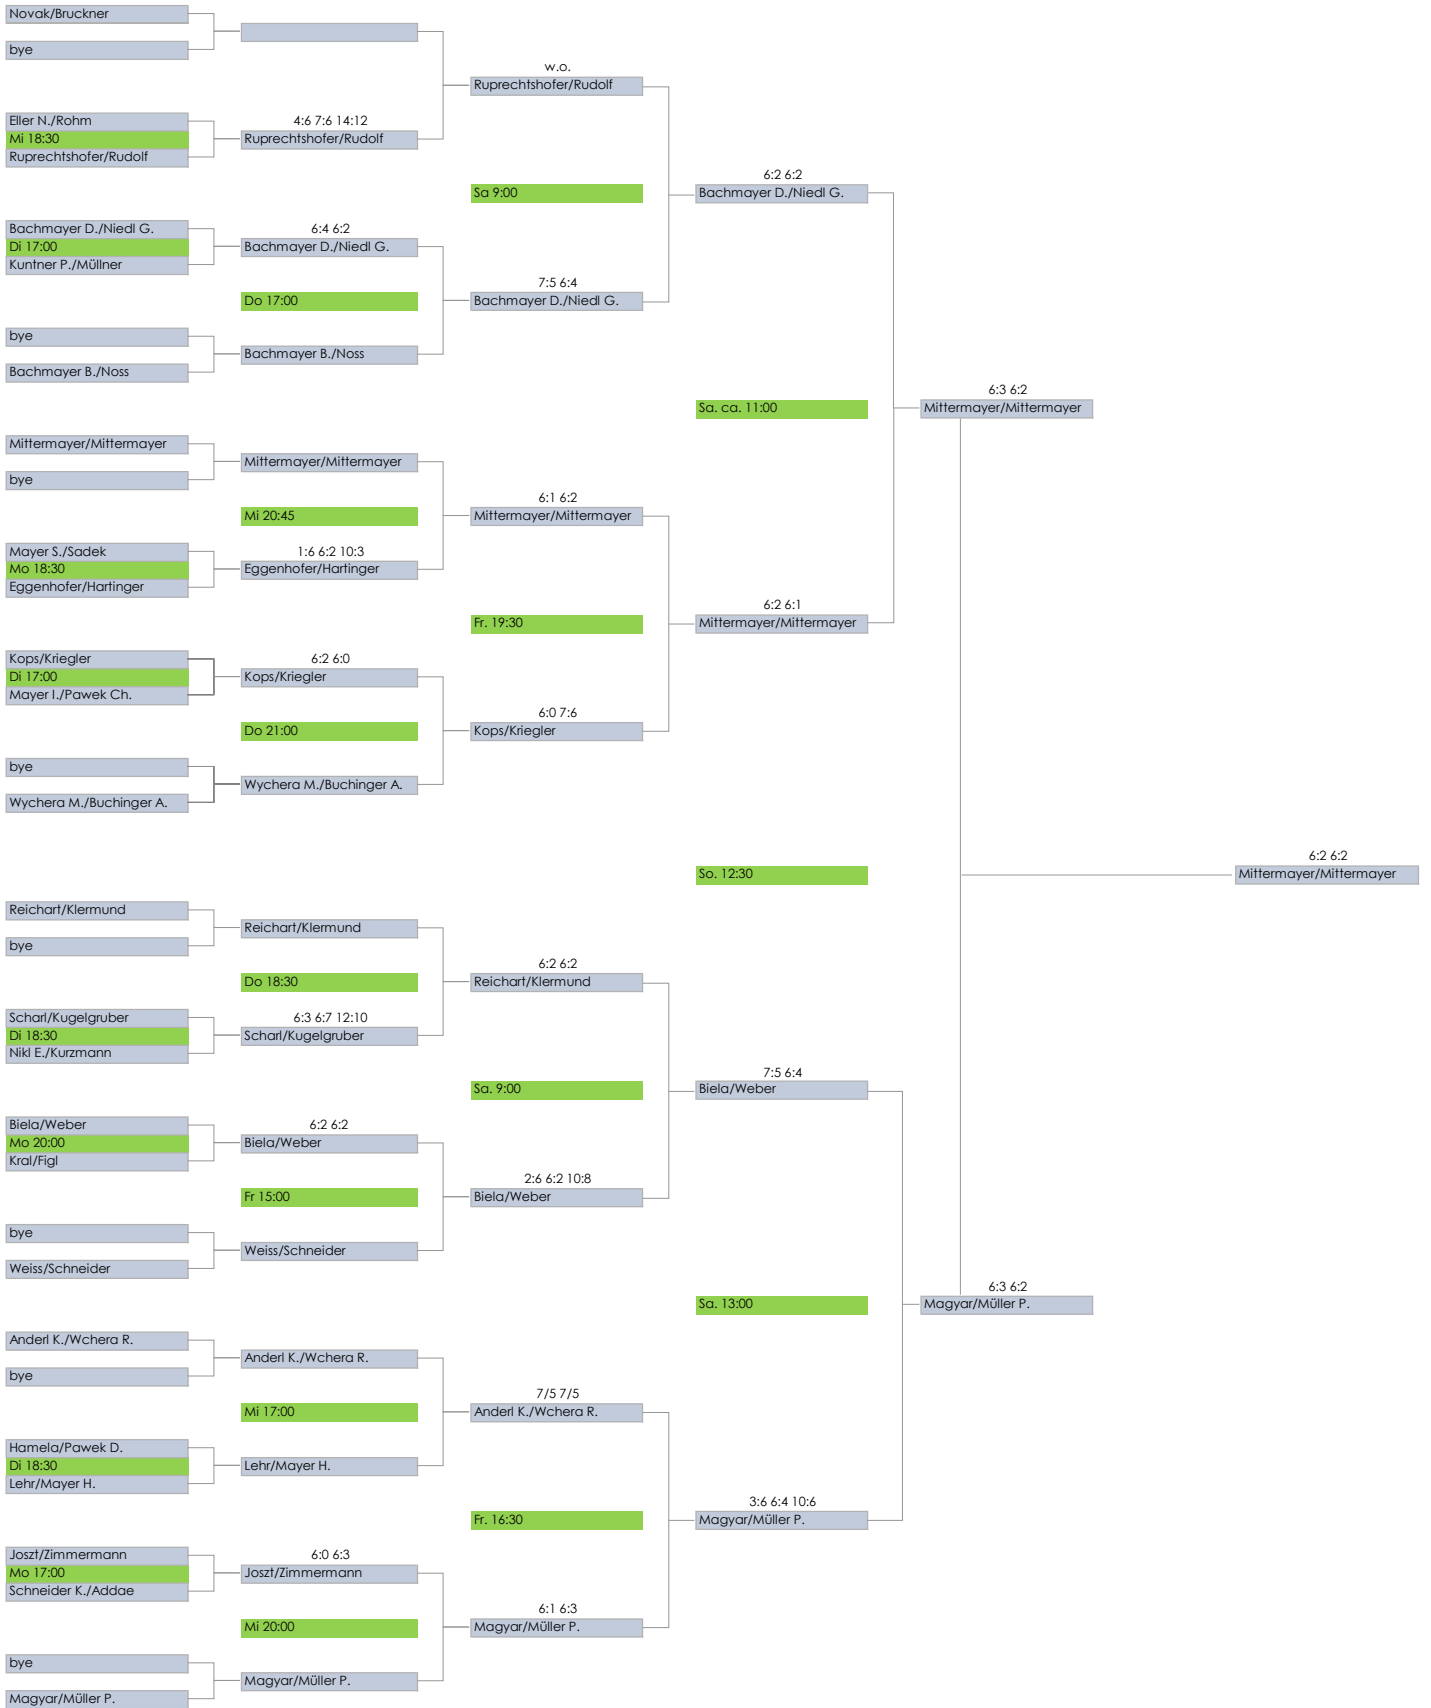 Novak/Bruckner
bye
w.o.
Ruprechtshofer/Rudolf
Eller N./Rohm
4:6 7:6 14:12
Mi 18:30
Ruprechtshofer/Rudolf
Ruprechtshofer/Rudolf
6:2 6:2
Sa 9:00
Bachmayer D./Niedl G.
Bachmayer D./Niedl G.
6:4 6:2
Di 17:00
Bachmayer D./Niedl G.
Kuntner P./Müllner
7:5 6:4
Do 17:00
Bachmayer D./Niedl G.
bye
Bachmayer B./Noss
Bachmayer B./Noss
6:3 6:2
Sa. ca. 11:00
Mittermayer/Mittermayer
Mittermayer/Mittermayer
Mittermayer/Mittermayer
bye
6:1 6:2
Mi 20:45
Mittermayer/Mittermayer
Mayer S./Sadek
1:6 6:2 10:3
Mo 18:30
Eggenhofer/Hartinger
Eggenhofer/Hartinger
6:2 6:1
Fr. 19:30
Mittermayer/Mittermayer
Kops/Kriegler
6:2 6:0
Di 17:00
Kops/Kriegler
Mayer I./Pawek Ch.
6:0 7:6
Do 21:00
Kops/Kriegler
bye
Wychera M./Buchinger A.
Wychera M./Buchinger A.
6:2 6:2
So. 12:30
Mittermayer/Mittermayer
Reichart/Klermund
Reichart/Klermund
bye
6:2 6:2
Do 18:30
Reichart/Klermund
Scharl/Kugelgruber
6:3 6:7 12:10
Di 18:30
Scharl/Kugelgruber
Nikl E./Kurzmann
7:5 6:4
Sa. 9:00
Biela/Weber
Biela/Weber
6:2 6:2
Mo 20:00
Biela/Weber
Kral/Figl
2:6 6:2 10:8
Fr 15:00
Biela/Weber
bye
Weiss/Schneider
Weiss/Schneider
6:3 6:2
Sa. 13:00
Magyar/Müller P.
Anderl K./Wchera R.
Anderl K./Wchera R.
bye
7/5 7/5
Mi 17:00
Anderl K./Wchera R.
Hamela/Pawek D.
Di 18:30
Lehr/Mayer H.
Lehr/Mayer H.
3:6 6:4 10:6
Fr. 16:30
Magyar/Müller P.
Joszt/Zimmermann
6:0 6:3
Mo 17:00
Joszt/Zimmermann
Schneider K./Addae
6:1 6:3
Mi 20:00
Magyar/Müller P.
bye
Magyar/Müller P.
Magyar/Müller P.